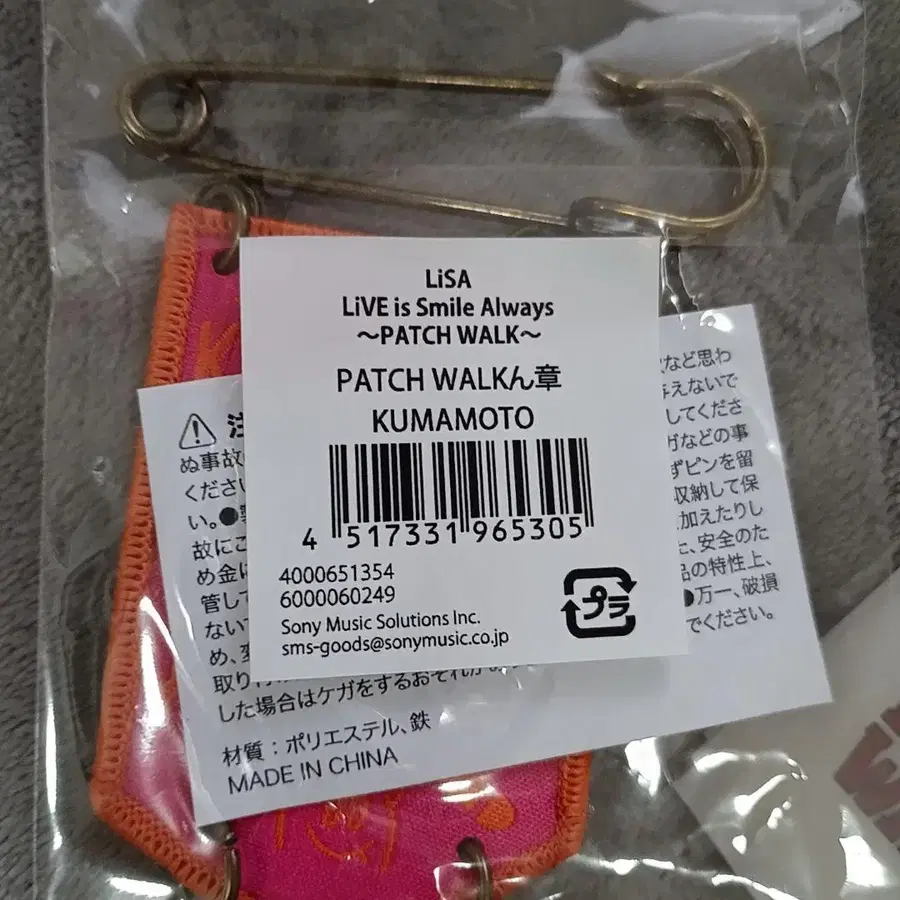 LiSA
LiVE is Smile Always
～PATCH WALK～
PATCH WALKん章
KUMAMOTO
4 517331 965305
4000651354
6000060249
Sony Music Solutions Inc.
sms-goods@sonymusic.co.jp
プラ
注
ぬ事故
ください
い。●
故にこ
め金に
管して
ない
め、変
取り付
した場合はケガをするおそれが
材質：ポリエステル、鉄
MADE IN CHINA
など思わ
与えないで
してくださ
ガなどの事
ずピンを留
収納して保
加えたりし
た、安全のた
品の特性上、
●万一、破損
でください。